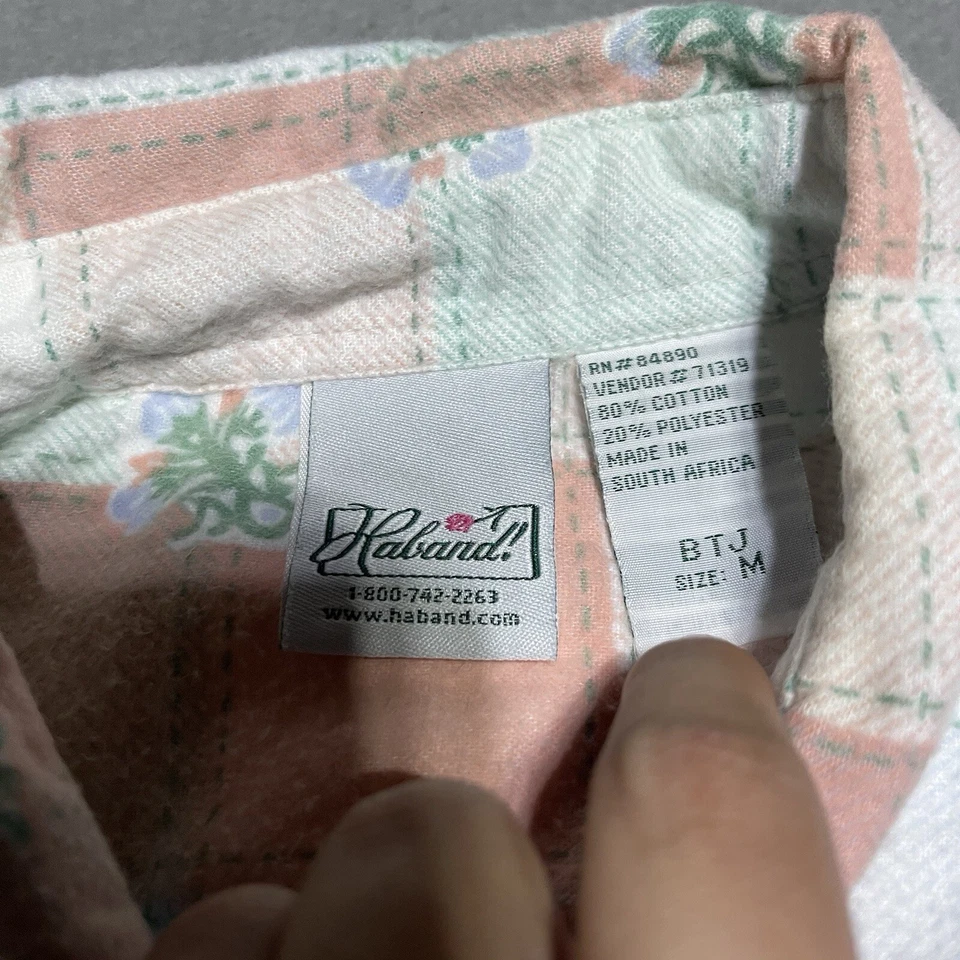 Haband!!
1-800-742-2263
www.haband.com
RN#84890
VENDOR#71319
80% COTTON
20% POLYESTER
MADE IN
SOUTH AFRICA
BTJ
SIZE: M